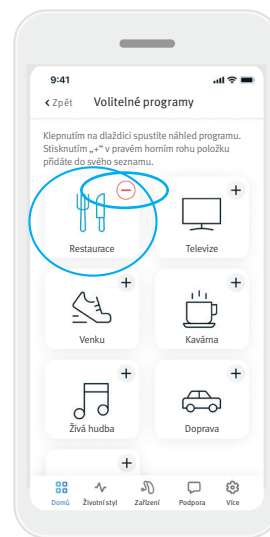 9:41
Zpět Volitelné programy
Klepnutím na dlaždici spustíte náhled programu.
Stisknutím „+“ v pravém horním rohu položku
přidáte do svého seznamu.
Restaurace Televize
Venku Kavárna
Živá hudba Doprava
Domů Životní styl Zařízení Podpora Více